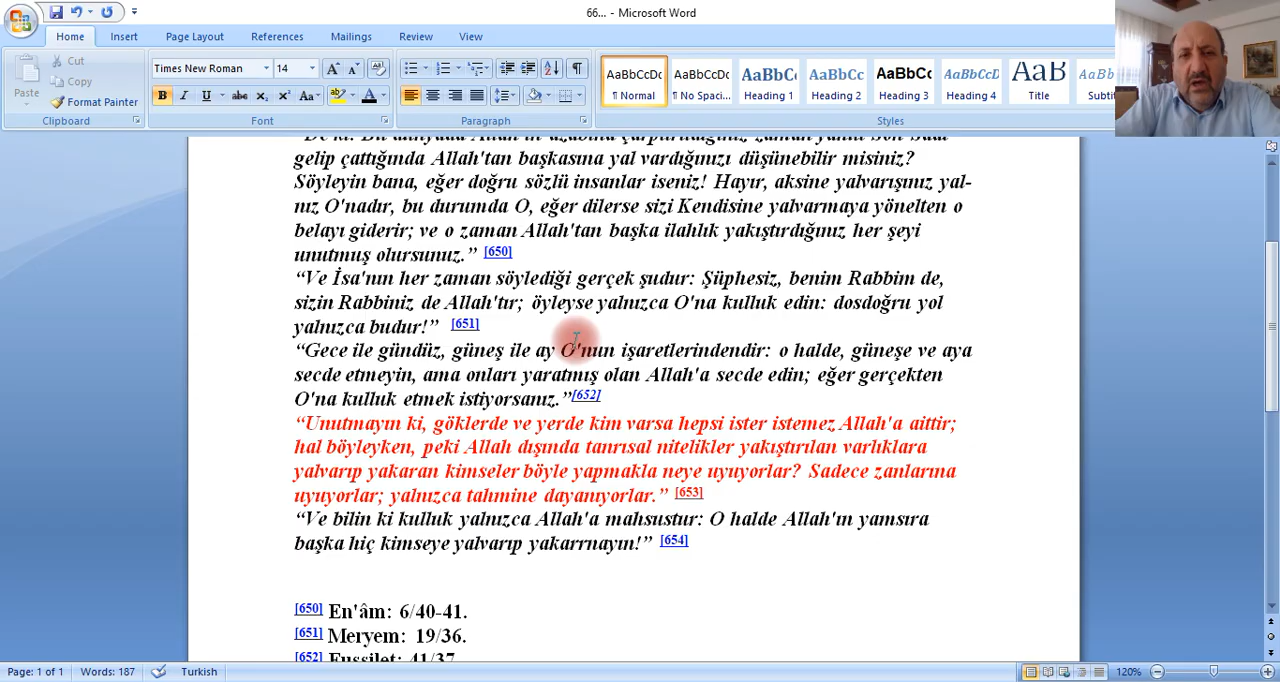 66... - Microsoft Word
Home Insert Page Layout References Mailings Review View
Cut
Copy
Format Painter
Paste
Clipboard
Times New Roman 14
Font
Paragraph
AaBbCcDc AaBbCcDc AaBbCc AaBbCc AaBbCc AaBbCcD AaB AaBb
¶ Normal ¶ No Spaci... Heading 1 Heading 2 Heading 3 Heading 4 Title Subtit
Styles
gelip çattığında Allah'tan başkasına yal vardığınızı düşünebilir misiniz?
Söyleyin bana, eğer doğru sözlü insanlar iseniz! Hayır, aksine yalvarışınız yal-
nız O'nadır, bu durumda O, eğer dilerse sizi Kendisine yalvarmaya yönelten o
belayı giderir; ve o zaman Allah'tan başka ilahlık yakıştırdığınız her şeyi
unutmuş olursunuz.” [650]
“Ve İsa'nın her zaman söylediği gerçek şudur: Şüphesiz, benim Rabbim de,
sizin Rabbiniz de Allah'tır; öyleyse yalnızca O'na kulluk edin: dosdoğru yol
yalnızca budur!” [651]
“Gece ile gündüz, güneş ile ay O'nun işaretlerindendir: o halde, güneşe ve aya
secde etmeyin, ama onları yaratmış olan Allah'a secde edin; eğer gerçekten
O'na kulluk etmek istiyorsanız.”[652]
“Unutmayın ki, göklerde ve yerde kim varsa hepsi ister istemez Allah'a aittir;
hal böyleyken, peki Allah dışında tanrısal nitelikler yakıştırılan varlıklara
yalvarıp yakaran kimseler böyle yapmakla neye uyuyorlar? Sadece zanlarına
uyuyorlar; yalnızca tahmine dayanıyorlar.” [653]
“Ve bilin ki kulluk yalnızca Allah'a mahsustur: O halde Allah'ın yamsıra
başka hiç kimseye yalvarıp yakarrnayın!” [654]
[650] En'âm: 6/40-41.
[651] Meryem: 19/36.
[652] Fussilet: 41/37
Page: 1 of 1 Words: 187 Turkish 120%